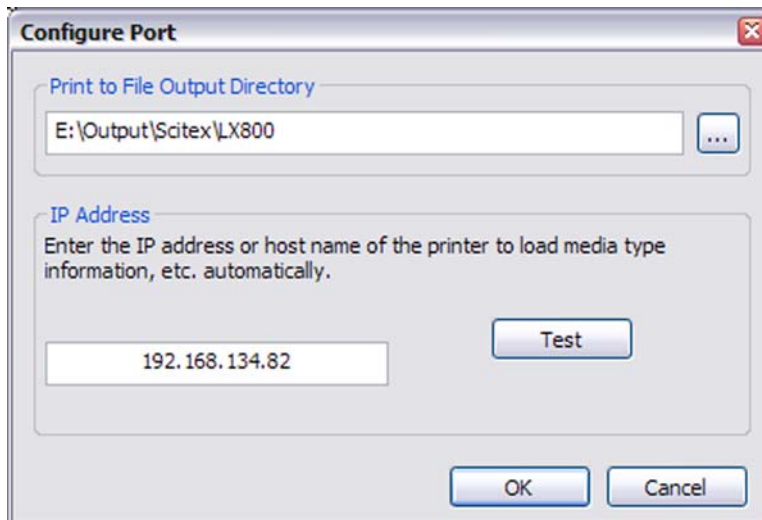 Configure Port
Print to File Output Directory
E:\Output\Scitex\LX800
...
IP Address
Enter the IP address or host name of the printer to load media type
information, etc. automatically.
Test
192.168.134.82
OK
Cancel